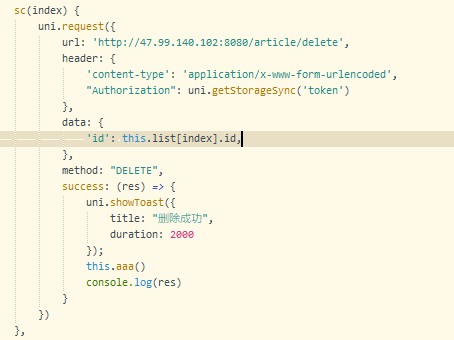 sc(index) {
uni.request({
url: 'http://47.99.140.102:8080/article/delete',
header: {
'content-type': 'application/x-www-form-urlencoded',
"Authorization": uni.getStorageSync('token')
},
data: {
'id': this.list[index].id,
},
method: "DELETE",
success: (res) => {
uni.showToast({
title: "删除成功",
duration: 2000
});
this.aaa()
console.log(res)
}
})
},